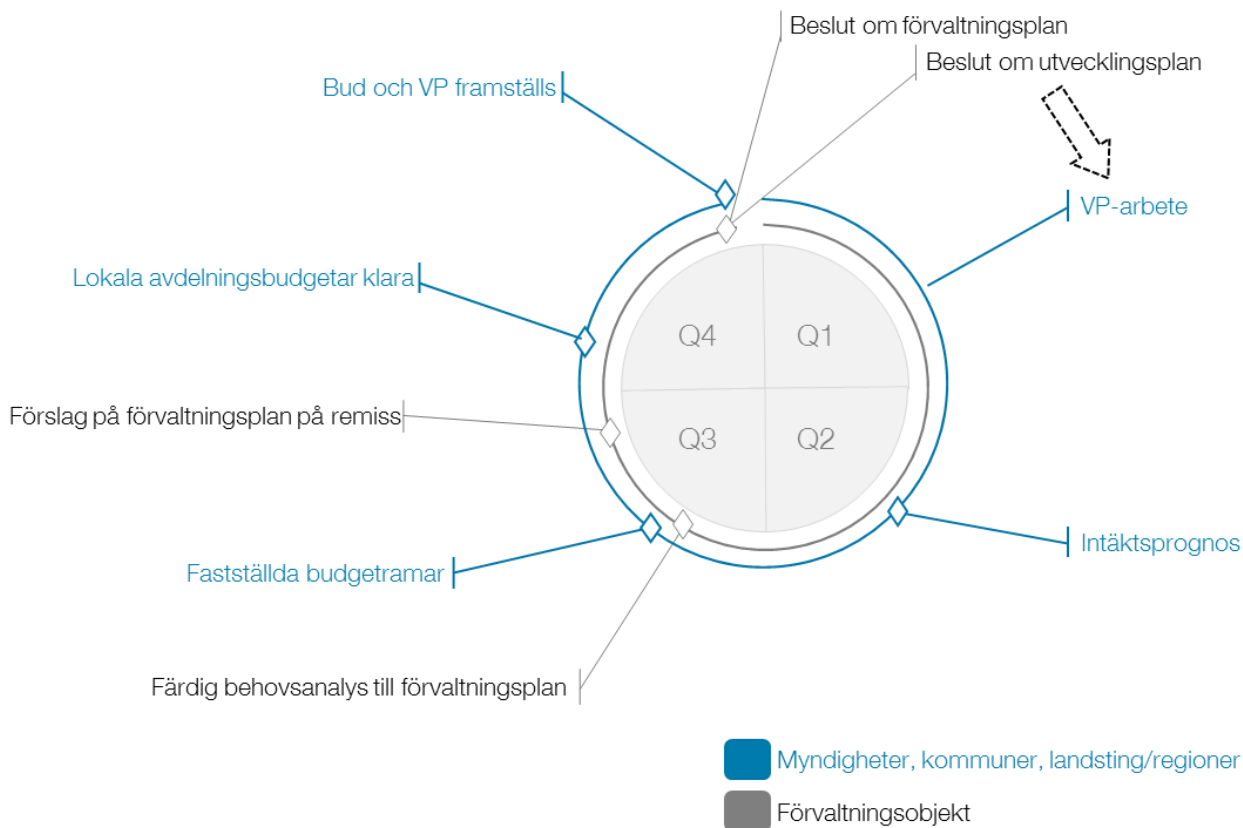 Beslut om förvaltningsplan
Beslut om utvecklingsplan
Bud och VP framställs
VP-arbete
Lokala avdelningsbudgetar klara
Q4
Q1
Förslag på förvaltningsplan på remiss
Q3
Q2
Intäktsprognos
Fastställda budgetramar
Färdig behovsanalys till förvaltningsplan
Myndigheter, kommuner, landsting/regioner
Förvaltningsobjekt